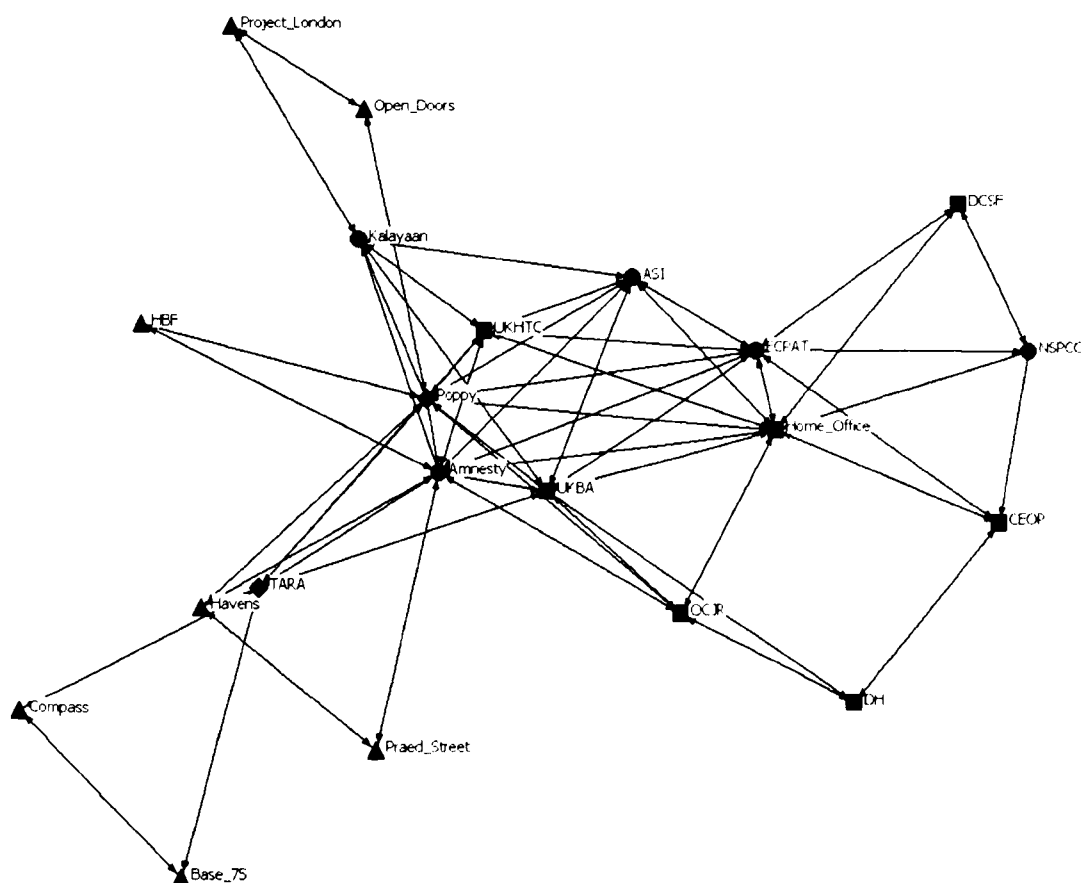 Project_London
Open_Doors
DCSF
Kalayaan
ASI
HBF
UKHTC
ECPAT
NSPCC
Poppy
Home_Office
Amnesty
UKBA
CEOP
TARA
Havens
OCJR
DH
Compass
Praed_Street
Base_75